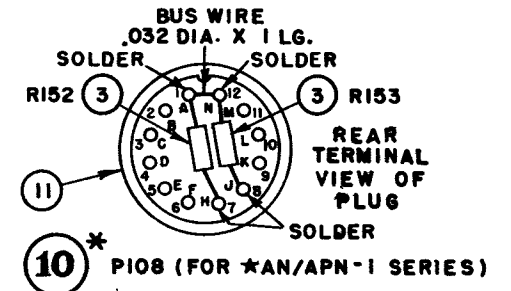 BUS WIRE
.032 DIA. X 1 LG.
SOLDER
SOLDER
R152
3
3
R153
1
12
A
N
M
2
11
B
3
C
L
10
4
D
K
9
5
E
F
6
H
7
J
8
11
REAR
TERMINAL
VIEW OF
PLUG
SOLDER
10*
P108 (FOR ★AN/APN-1 SERIES)